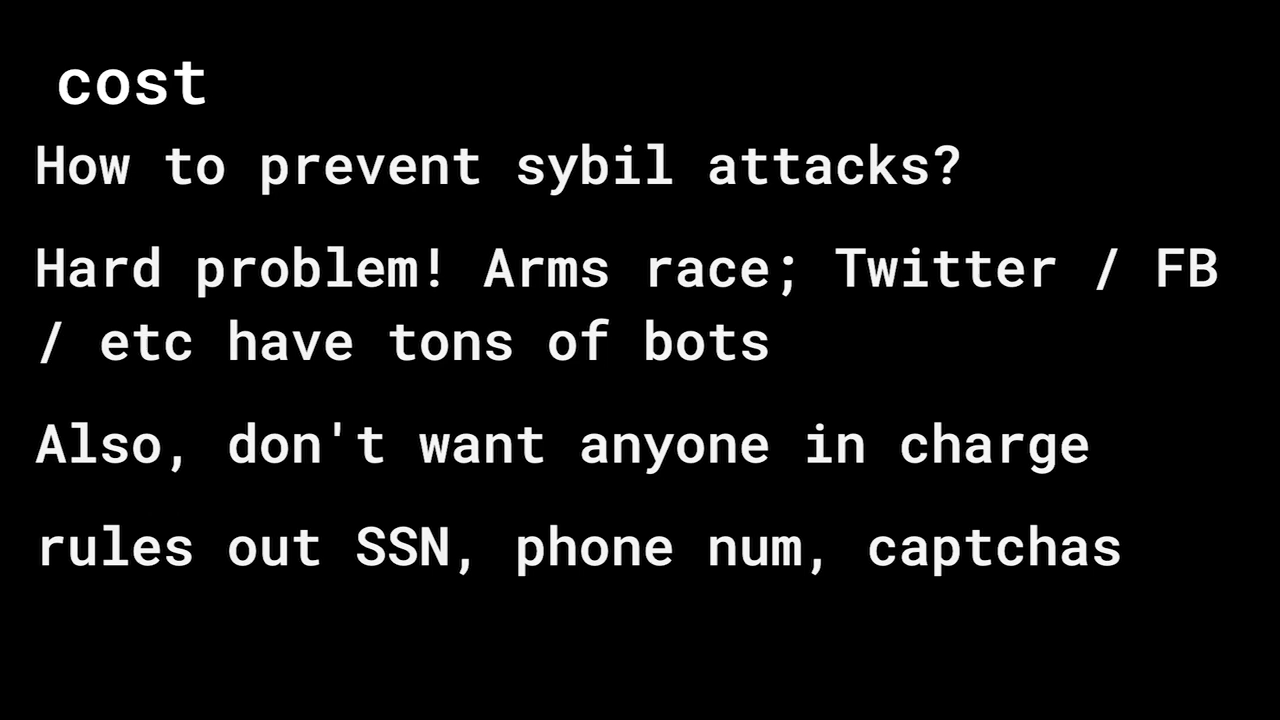 cost
How to prevent sybil attacks?
Hard problem! Arms race; Twitter / FB
/ etc have tons of bots
Also, don't want anyone in charge
rules out SSN, phone num, captchas